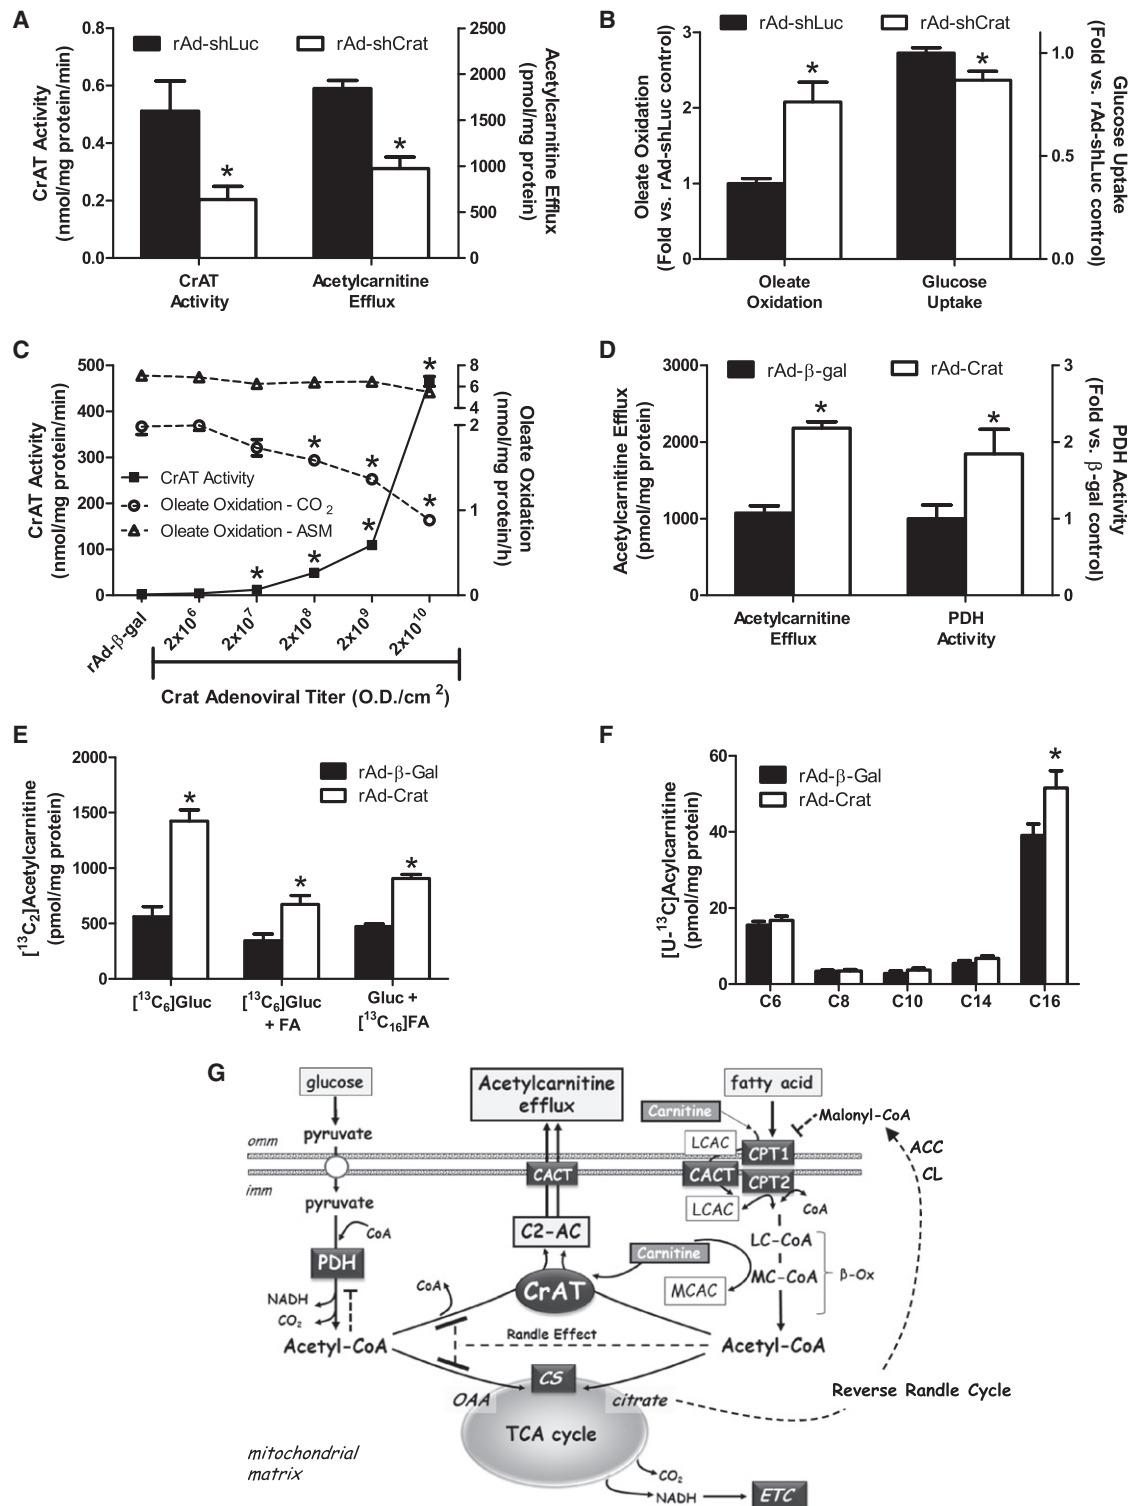 A
0.8
0.6
0.4
0.2
0.0
CrAT Activity
(nmol/mg protein/min)
rAd-shLuc
rAd-shCrat
2500
2000
1500
1000
500
0
Acetylcarnitine Efflux
(pmol/mg protein)
*
*
CrAT
Activity
Acetylcarnitine
Efflux
B
rAd-shLuc
rAd-shCrat
3
2
1
0
Oleate Oxidation
(Fold vs. rAd-shLuc control)
1.0
0.5
0.0
Glucose Uptake
(Fold vs. rAd-shLuc control)
*
*
Oleate
Oxidation
Glucose
Uptake
C
500
400
300
200
100
0
CrAT Activity
(nmol/mg protein/min)
8
6
4
2
1
0
Oleate Oxidation
(nmol/mg protein/h)
CrAT Activity
Oleate Oxidation - CO2
Oleate Oxidation - ASM
*
*
*
*
*
*
*
rAd-β-gal
2x10^6
2x10^7
2x10^8
2x10^9
2x10^10
Crat Adenoviral Titer (O.D./cm^2)
D
3000
2000
1000
0
Acetylcarnitine Efflux
(pmol/mg protein)
rAd-β-gal
rAd-Crat
3
2
1
0
PDH Activity
(Fold vs. β-gal control)
*
*
Acetylcarnitine
Efflux
PDH
Activity
E
2000
1500
1000
500
0
[13C2]Acetylcarnitine
(pmol/mg protein)
rAd-β-Gal
rAd-Crat
*
*
*
[13C6]Gluc
[13C6]Gluc
+ FA
Gluc +
[13C16]FA
F
60
40
20
0
[U-13C]Acylcarnitine
(pmol/mg protein)
rAd-β-Gal
rAd-Crat
*
C6
C8
C10
C14
C16
G
glucose
Acetylcarnitine
efflux
fatty acid
pyruvate
Carnitine
Malonyl-CoA
omm
LCAC
CPT1
ACC
CACT
CACT
CPT2
CL
imm
pyruvate
LCAC
CoA
CoA
C2-AC
LC-CoA
PDH
Carnitine
MC-CoA
β-Ox
CrAT
MCAC
NADH
CO2
CoA
Acetyl-CoA
Randle Effect
Acetyl-CoA
CS
OAA
citrate
Reverse Randle Cycle
TCA cycle
mitochondrial
matrix
CO2
NADH
ETC